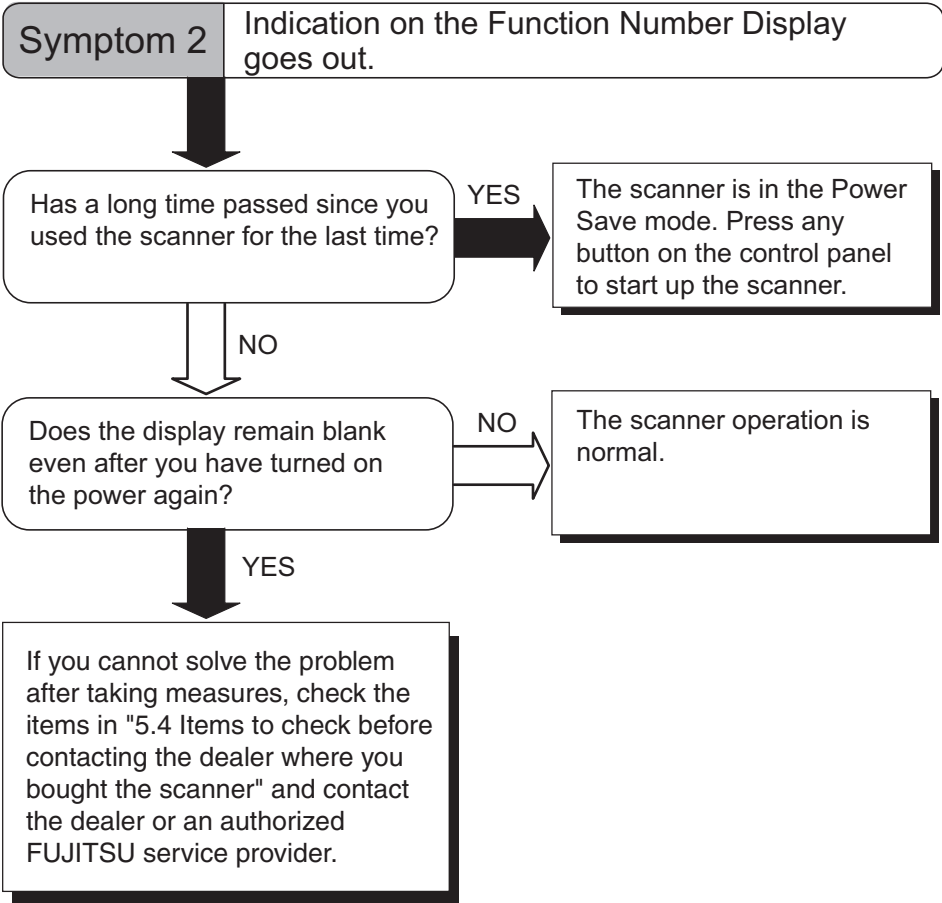 Symptom 2
Indication on the Function Number Display
goes out.
Has a long time passed since you
used the scanner for the last time?
YES
The scanner is in the Power
Save mode. Press any
button on the control panel
to start up the scanner.
NO
Does the display remain blank
even after you have turned on
the power again?
NO
The scanner operation is
normal.
YES
If you cannot solve the problem
after taking measures, check the
items in "5.4 Items to check before
contacting the dealer where you
bought the scanner" and contact
the dealer or an authorized
FUJITSU service provider.